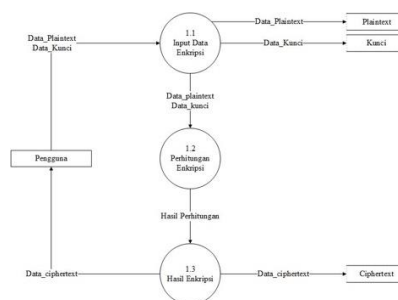 Data_Plaintext
Plaintext
1.1
Input Data
Enkripsi
Data_Plaintext
Data_Kunci
Data_Kunci
Kunci
Data_plaintext
Data_kunci
1.2
Perhitungan
Enkripsi
Pengguna
Hasil Perhitungan
1.3
Hasil Enkripsi
Data_ciphertext
Data_ciphertext
Ciphertext